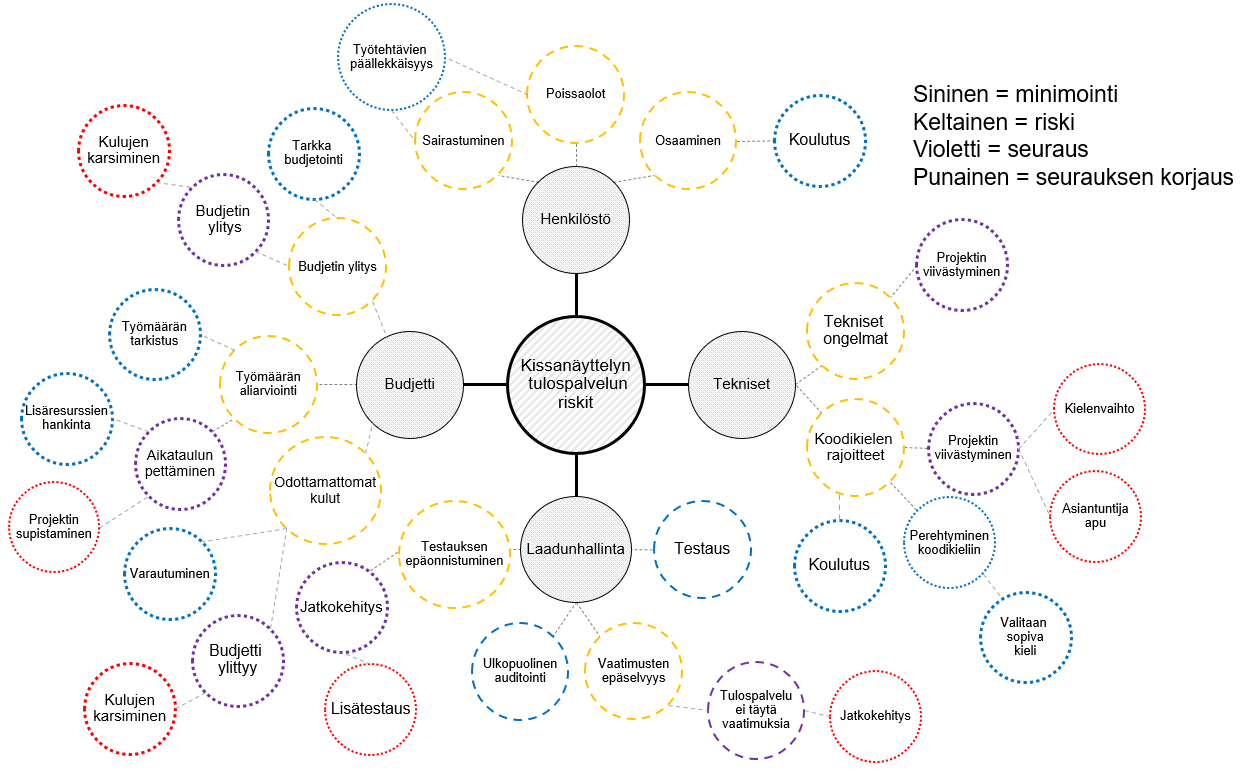 Työtehtävien
päällekkäisyys
Poissaolot
Sairastuminen
Osaaminen
Koulutus
Sininen = minimointi
Keltainen = riski
Violetti = seuraus
Punainen = seurauksen korjaus
Kulujen
karsiminen
Tarkka
budjetointi
Budjetin
ylitys
Budjetin ylitys
Henkilöstö
Projektin
viivästyminen
Tekniset
ongelmat
Työmäärän
tarkistus
Työmäärän
aliarviointi
Budjetti
Kissanäyttelyn
tulospalvelun
riskit
Tekniset
Lisäresurssien
hankinta
Aikataulun
pettäminen
Koodikielen
rajoitteet
Projektin
viivästyminen
Kielenvaihto
Odottamattomat
kulut
Projektin
supistaminen
Asiantuntija
apu
Testauksen
epäonnistuminen
Laadunhallinta
Testaus
Perehtyminen
koodikieliin
Koulutus
Varautuminen
Jatkokehitys
Valitaan
sopiva
kieli
Budjetti
ylittyy
Ulkopuolinen
auditointi
Vaatimusten
epäselvyys
Kulujen
karsiminen
Lisätestaus
Tulospalvelu
ei täytä
vaatimuksia
Jatkokehitys